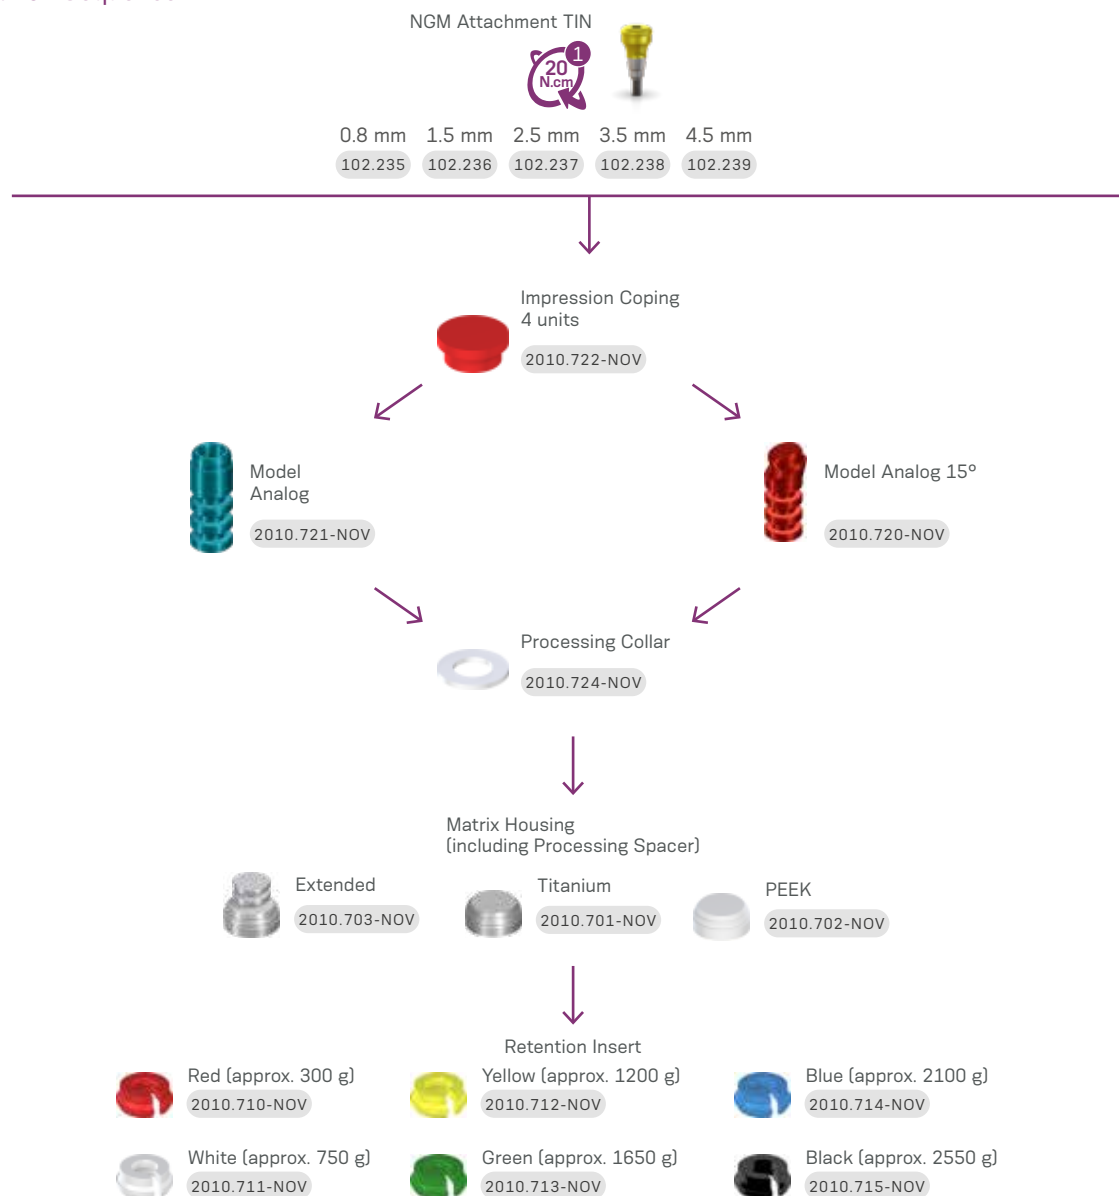 NGM Attachment TIN
1
20
N.cm
0.8 mm 1.5 mm 2.5 mm 3.5 mm 4.5 mm
102.235 102.236 102.237 102.238 102.239
Impression Coping
4 units
2010.722-NOV
Model
Analog
2010.721-NOV
Model Analog 15°
2010.720-NOV
Processing Collar
2010.724-NOV
Matrix Housing
(including Processing Spacer)
Extended
2010.703-NOV
Titanium
2010.701-NOV
PEEK
2010.702-NOV
Retention Insert
Red (approx. 300 g)
2010.710-NOV
Yellow (approx. 1200 g)
2010.712-NOV
Blue (approx. 2100 g)
2010.714-NOV
White (approx. 750 g)
2010.711-NOV
Green (approx. 1650 g)
2010.713-NOV
Black (approx. 2550 g)
2010.715-NOV